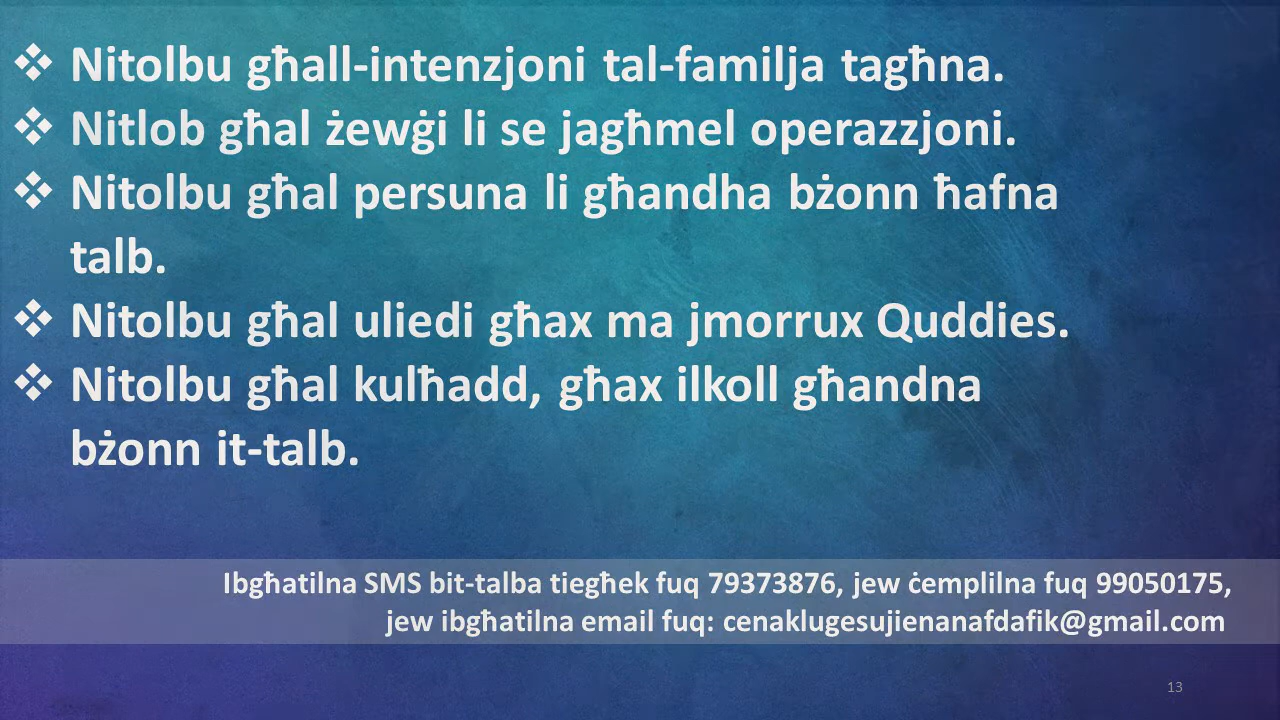 ❖ Nitolbu għall-intenzjoni tal-familja tagħna.
❖ Nitlob għal żewġi li se jagħmel operazzjoni.
❖ Nitolbu għal persuna li għandha bżonn ħafna
talb.
❖ Nitolbu għal uliedi għax ma jmorrux Quddies.
❖ Nitolbu għal kulħadd, għax ilkoll għandna
bżonn it-talb.
Ibgħatilna SMS bit-talba tiegħek fuq 79373876, jew ċemplilna fuq 99050175,
jew ibgħatilna email fuq: cenaklugesujienanafdafik@gmail.com
13